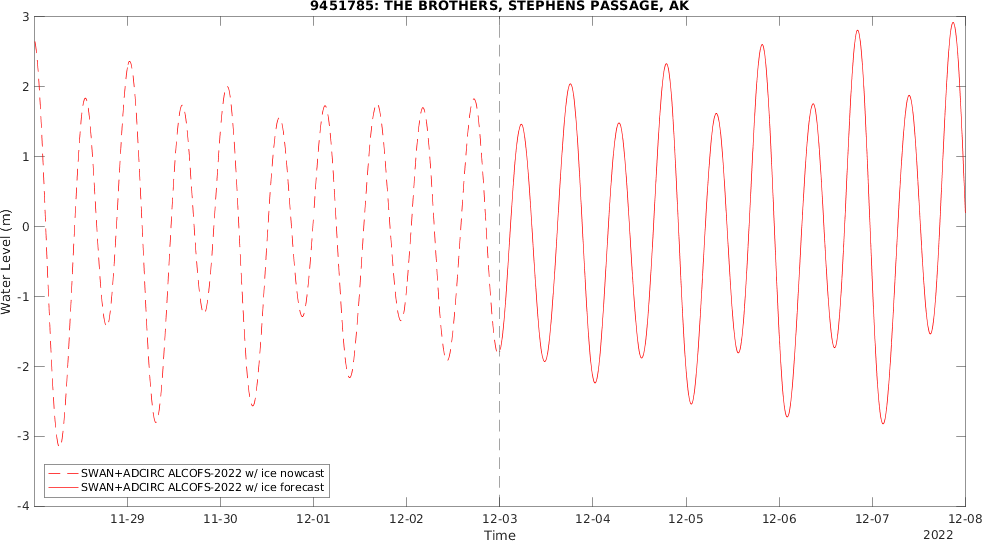 9451785: THE BROTHERS, STEPHENS PASSAGE, AK
3
2
1
0
-1
-2
-3
-4
Water Level (m)
SWAN+ADCIRC ALCOFS-2022 w/ ice nowcast
SWAN+ADCIRC ALCOFS-2022 w/ ice forecast
11-29 11-30 12-01 12-02 12-03 12-04 12-05 12-06 12-07 12-08
Time
2022